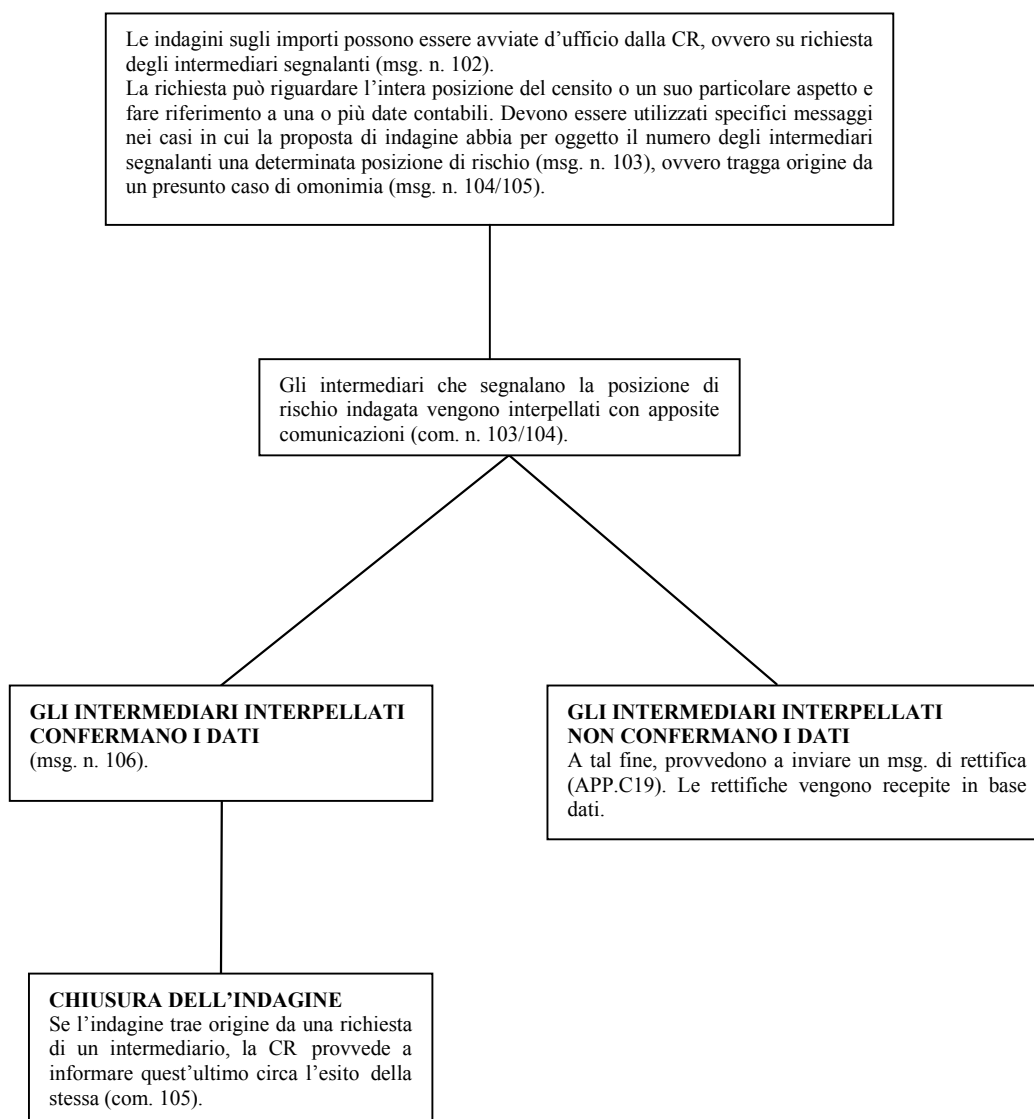 Le indagini sugli importi possono essere avviate d’ufficio dalla CR, ovvero su richiesta
degli intermediari segnalanti (msg. n. 102).
La richiesta può riguardare l’intera posizione del censito o un suo particolare aspetto e
fare riferimento a una o più date contabili. Devono essere utilizzati specifici messaggi
nei casi in cui la proposta di indagine abbia per oggetto il numero degli intermediari
segnalanti una determinata posizione di rischio (msg. n. 103), ovvero tragga origine da
un presunto caso di omonimia (msg. n. 104/105).
Gli intermediari che segnalano la posizione di
rischio indagata vengono interpellati con apposite
comunicazioni (com. n. 103/104).
GLI INTERMEDIARI INTERPELLATI
CONFERMANO I DATI
(msg. n. 106).
GLI INTERMEDIARI INTERPELLATI
NON CONFERMANO I DATI
A tal fine, provvedono a inviare un msg. di rettifica
(APP.C19). Le rettifiche vengono recepite in base
dati.
CHIUSURA DELL’INDAGINE
Se l’indagine trae origine da una richiesta
di un intermediario, la CR provvede a
informare quest’ultimo circa l’esito della
stessa (com. 105).